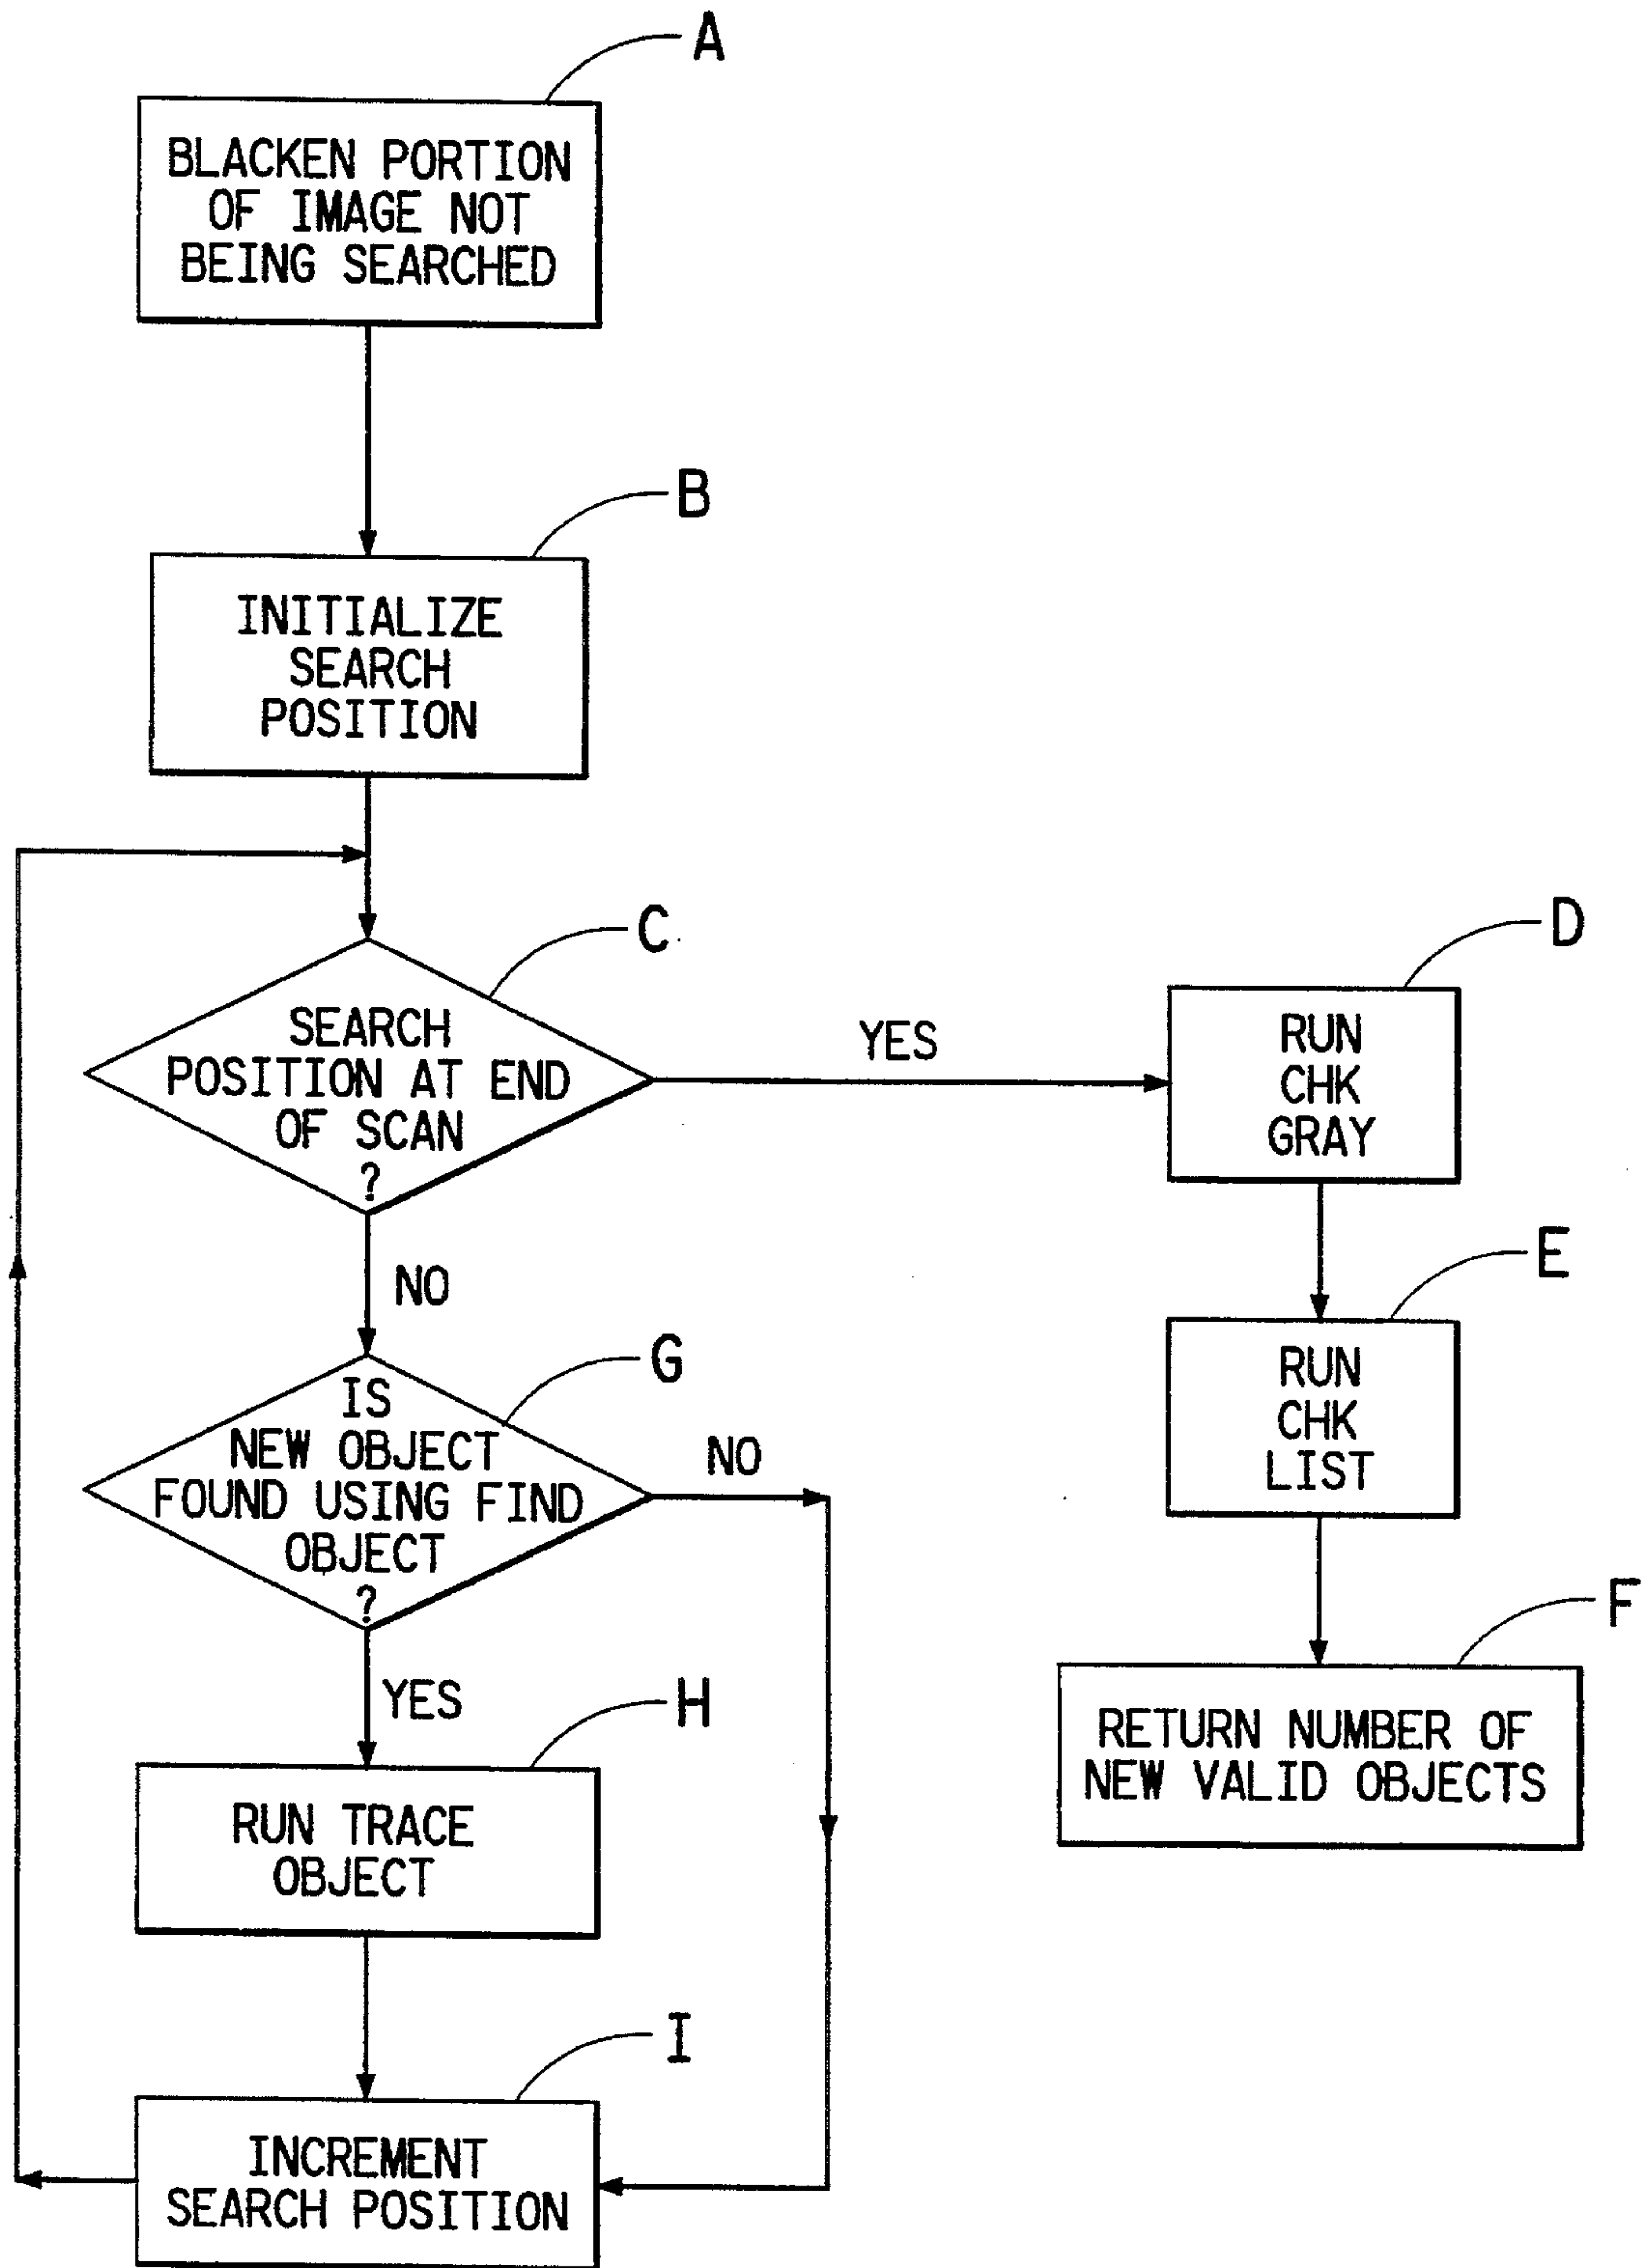 A
BLACKEN PORTION
OF IMAGE NOT
BEING SEARCHED
B
INITIALIZE
SEARCH
POSITION
C
SEARCH
POSITION AT END
OF SCAN
?
YES
D
RUN
CHK
GRAY
NO
E
RUN
CHK
LIST
G
IS
NEW OBJECT
FOUND USING FIND
OBJECT
?
NO
F
RETURN NUMBER OF
NEW VALID OBJECTS
YES
H
RUN TRACE
OBJECT
I
INCREMENT
SEARCH POSITION